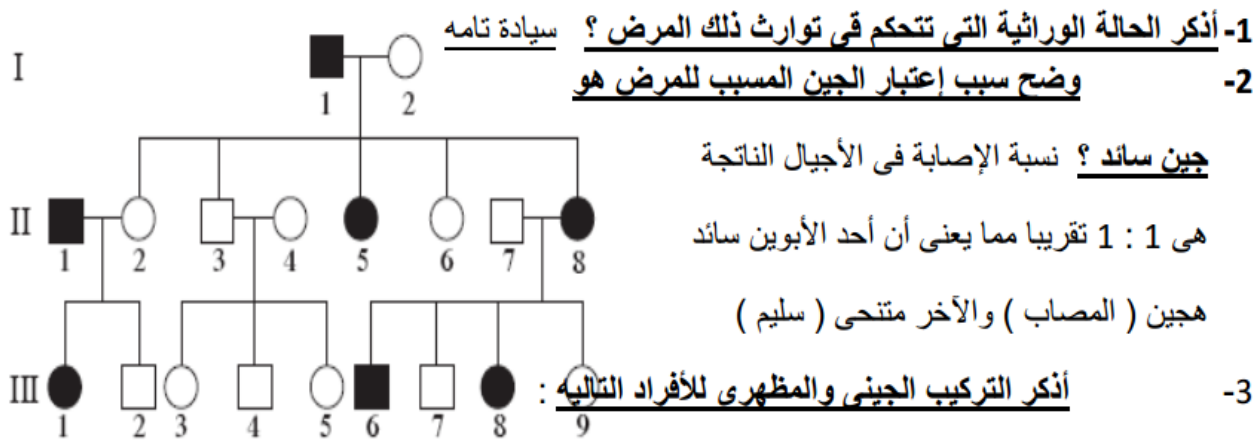 1- أذكر الحالة الوراثية التى تتحكم فى توارث ذلك المرض ؟ سيادة تامه
2- وضح سبب إعتبار الجين المسبب للمرض هو
جين سائد ؟ نسبة الإصابة فى الأجيال الناتجة
هى 1 : 1 تقريبا مما يعنى أن أحد الأبوين سائد
هجين ( المصاب ) والآخر متنحى ( سليم )
3- أذكر التركيب الجينى والمظهرى للأفراد التاليه :
I
1 2
II
1 2 3 4 5 6 7 8
III
1 2 3 4 5 6 7 8 9